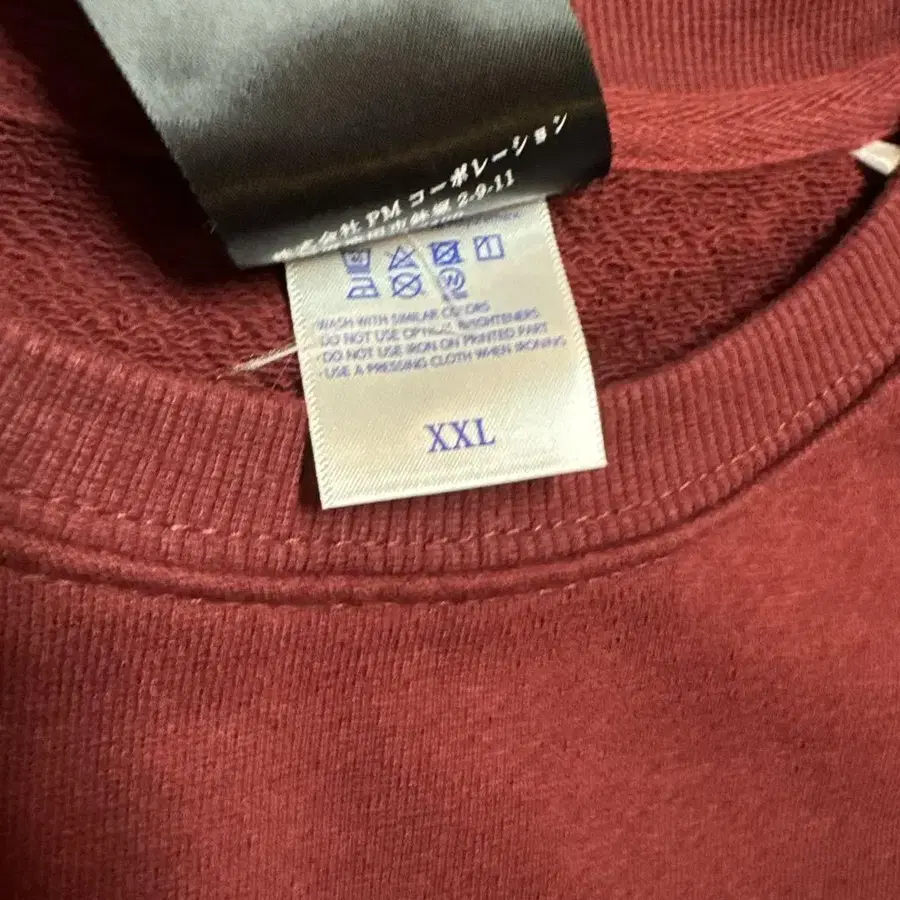 株式会社 PM コーポレーション
2-9-11
WASH WITH SIMILAR COLORS
DO NOT USE OPTICAL BRIGHTENERS
DO NOT USE IRON ON PRINTED PART
USE A PRESSING CLOTH WHEN IRONING
XXL